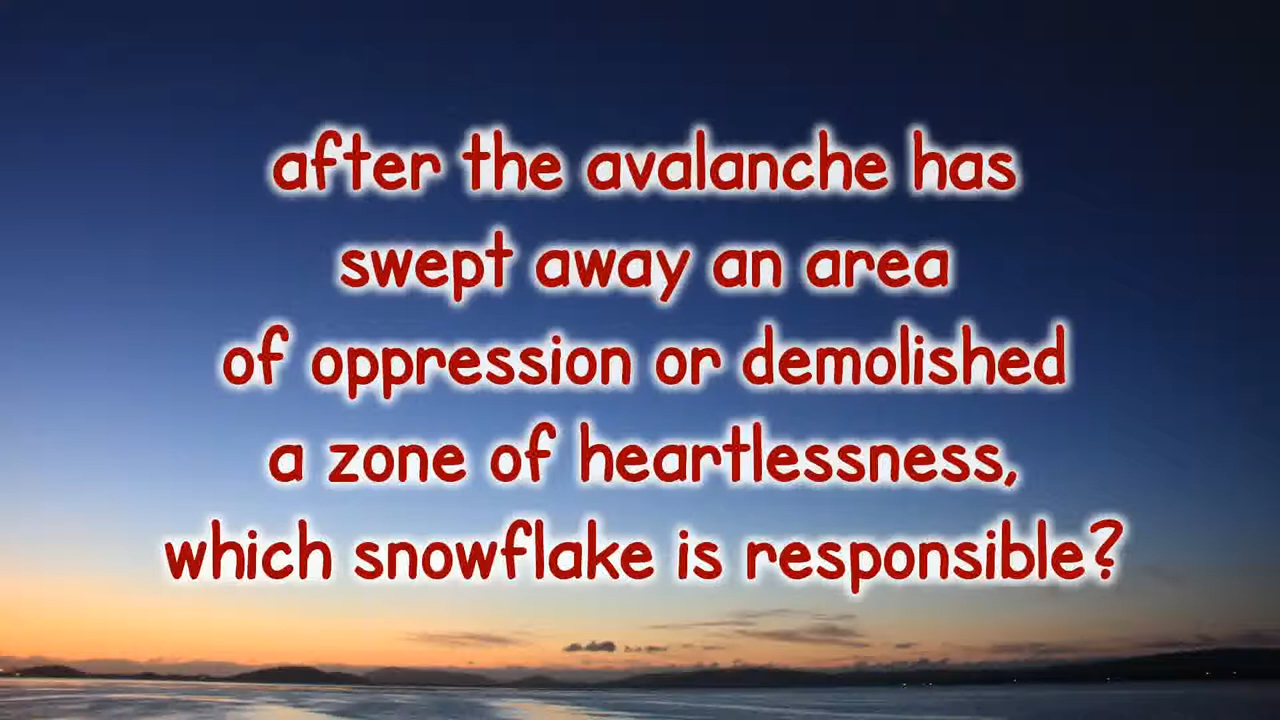 after the avalanche has
swept away an area
of oppression or demolished
a zone of heartlessness,
which snowflake is responsible?